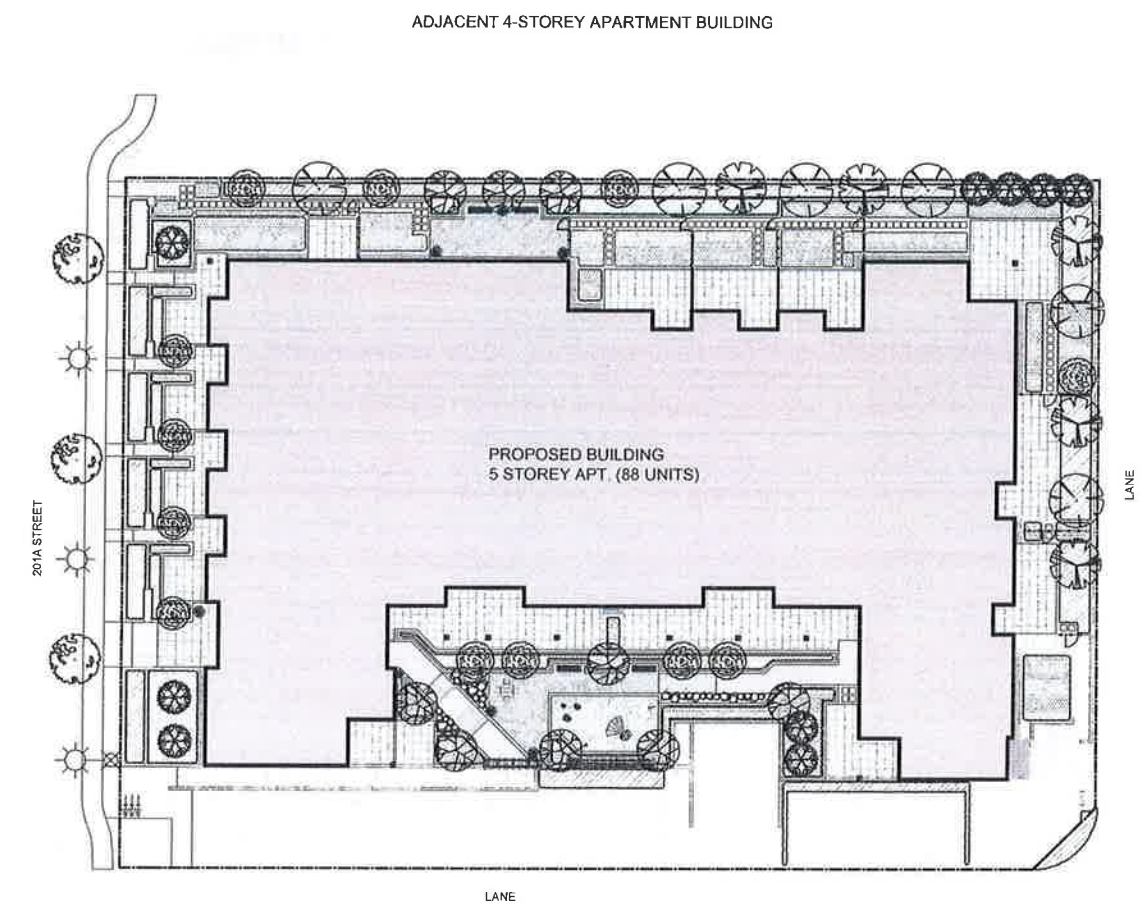 ADJACENT 4-STOREY APARTMENT BUILDING
PROPOSED BUILDING
5 STOREY APT. (88 UNITS)
201A STREET
LANE
LANE